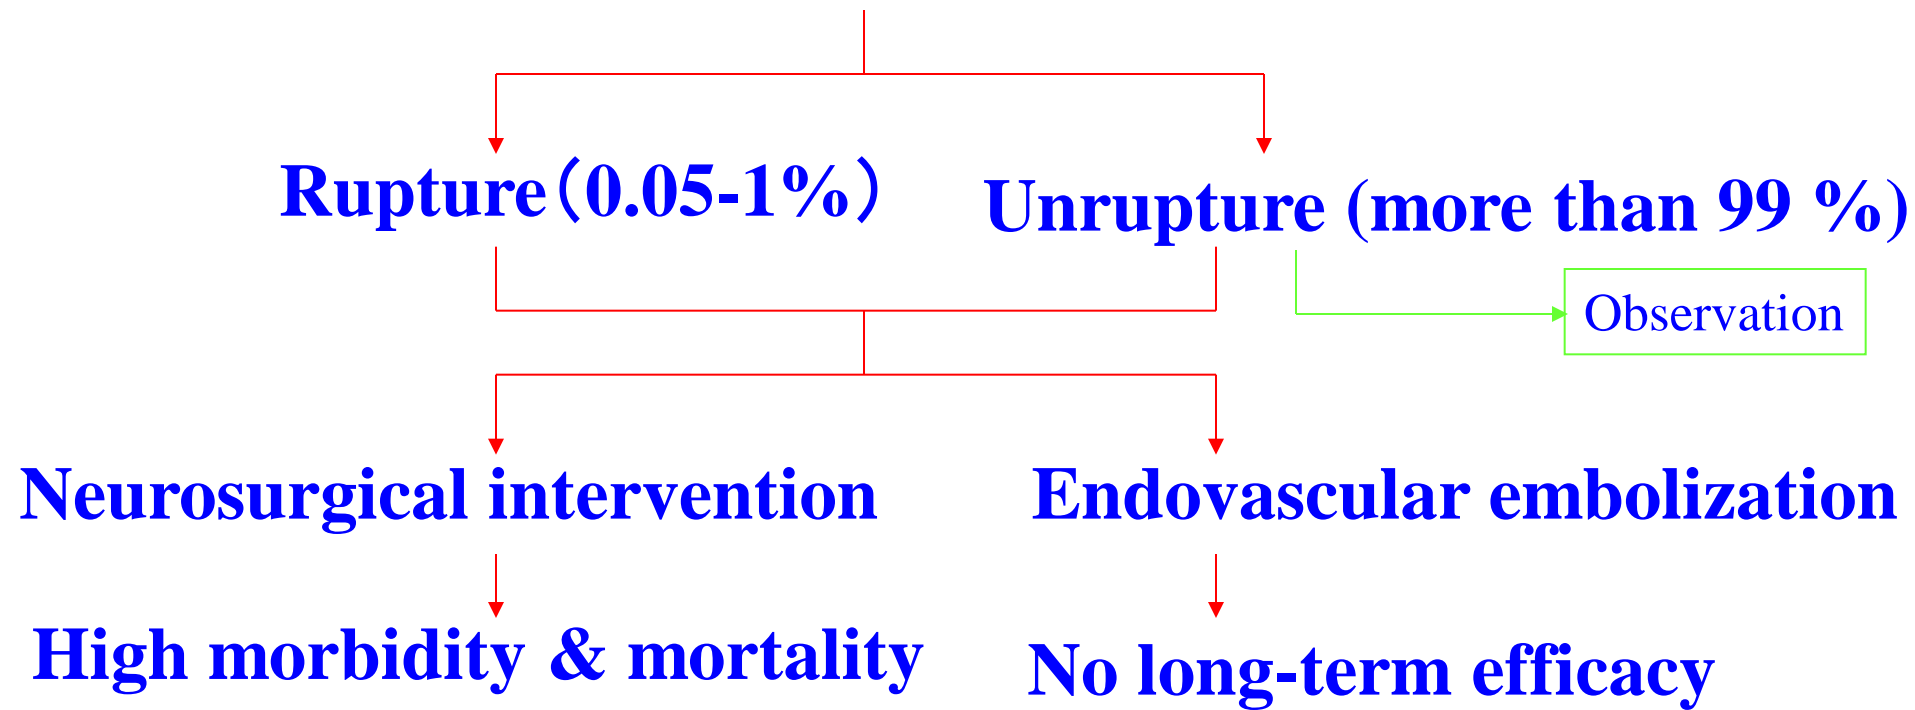 Rupture（0.05-1%）
Unrupture (more than 99 %)
Observation
Neurosurgical intervention
Endovascular embolization
High morbidity & mortality
No long-term efficacy